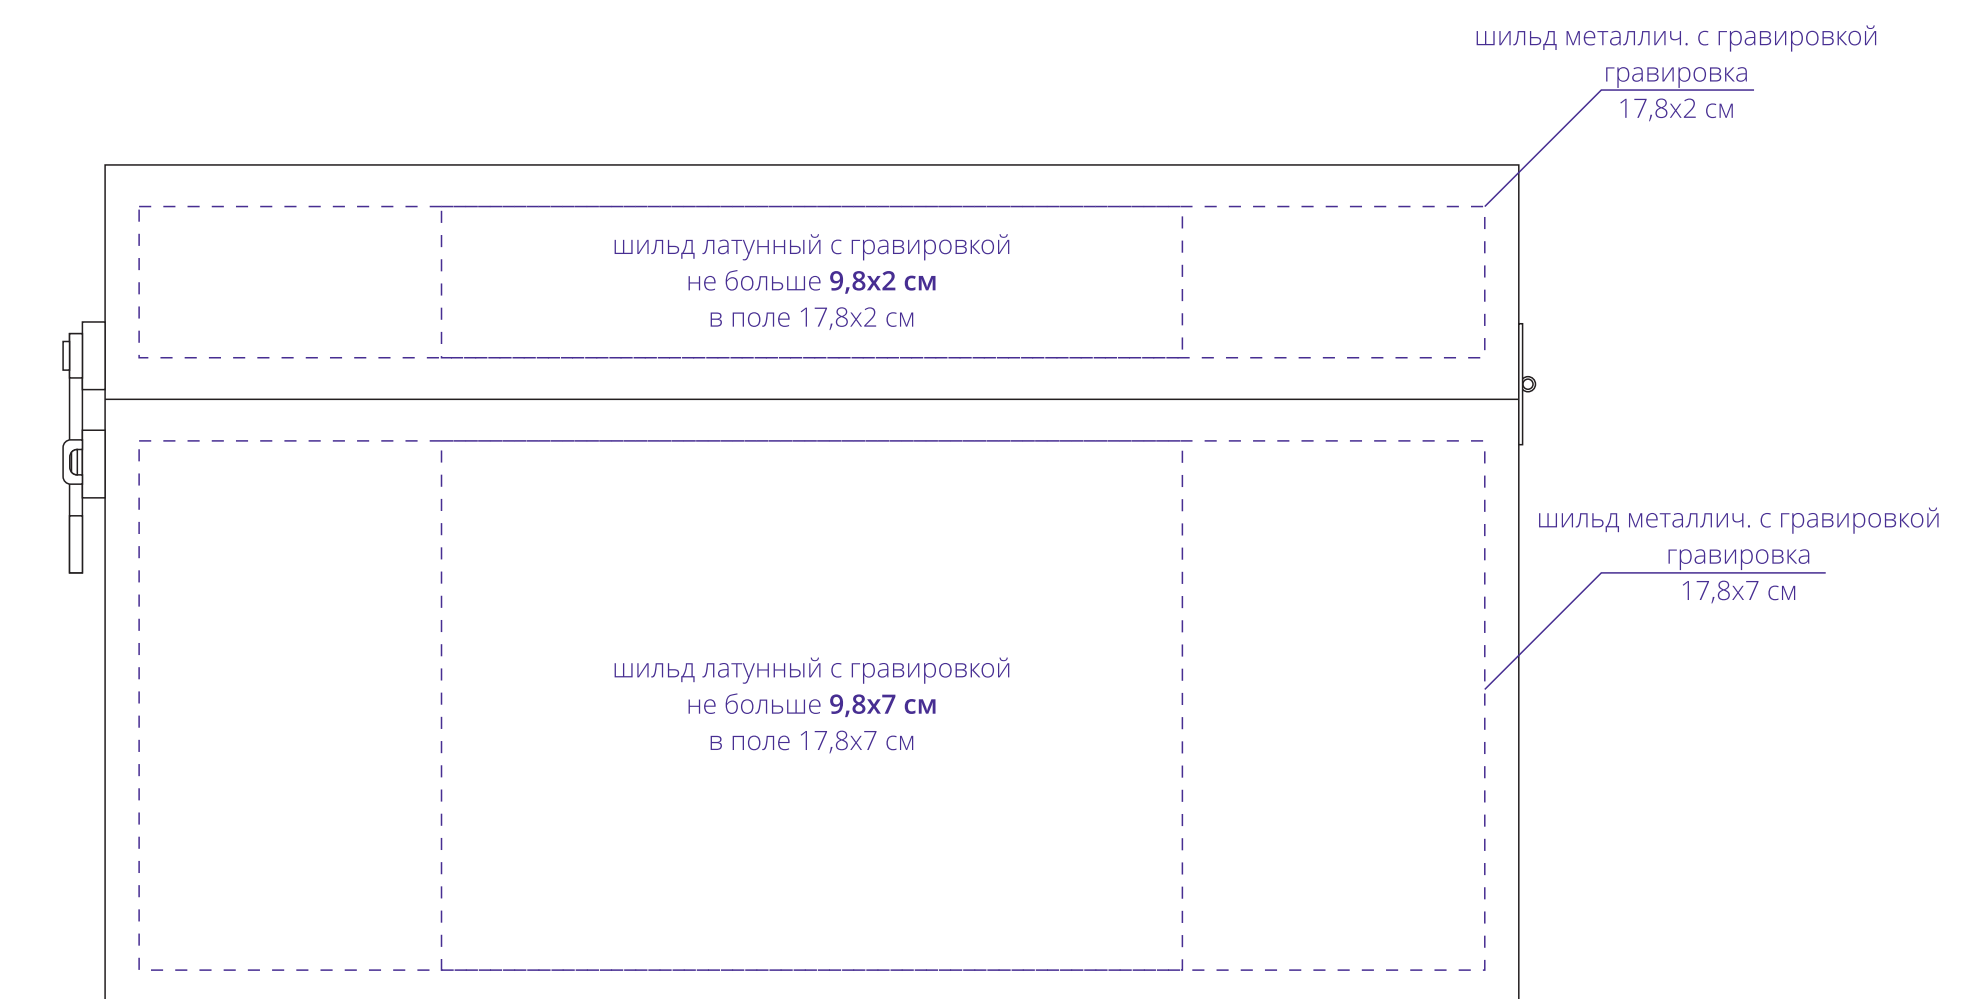 шильд металлич. с гравировкой
гравировка
17,8х2 см
шильд латунный с гравировкой
не больше 9,8х2 см
в поле 17,8х2 см
шильд металлич. с гравировкой
гравировка
17,8х7 см
шильд латунный с гравировкой
не больше 9,8х7 см
в поле 17,8х7 см